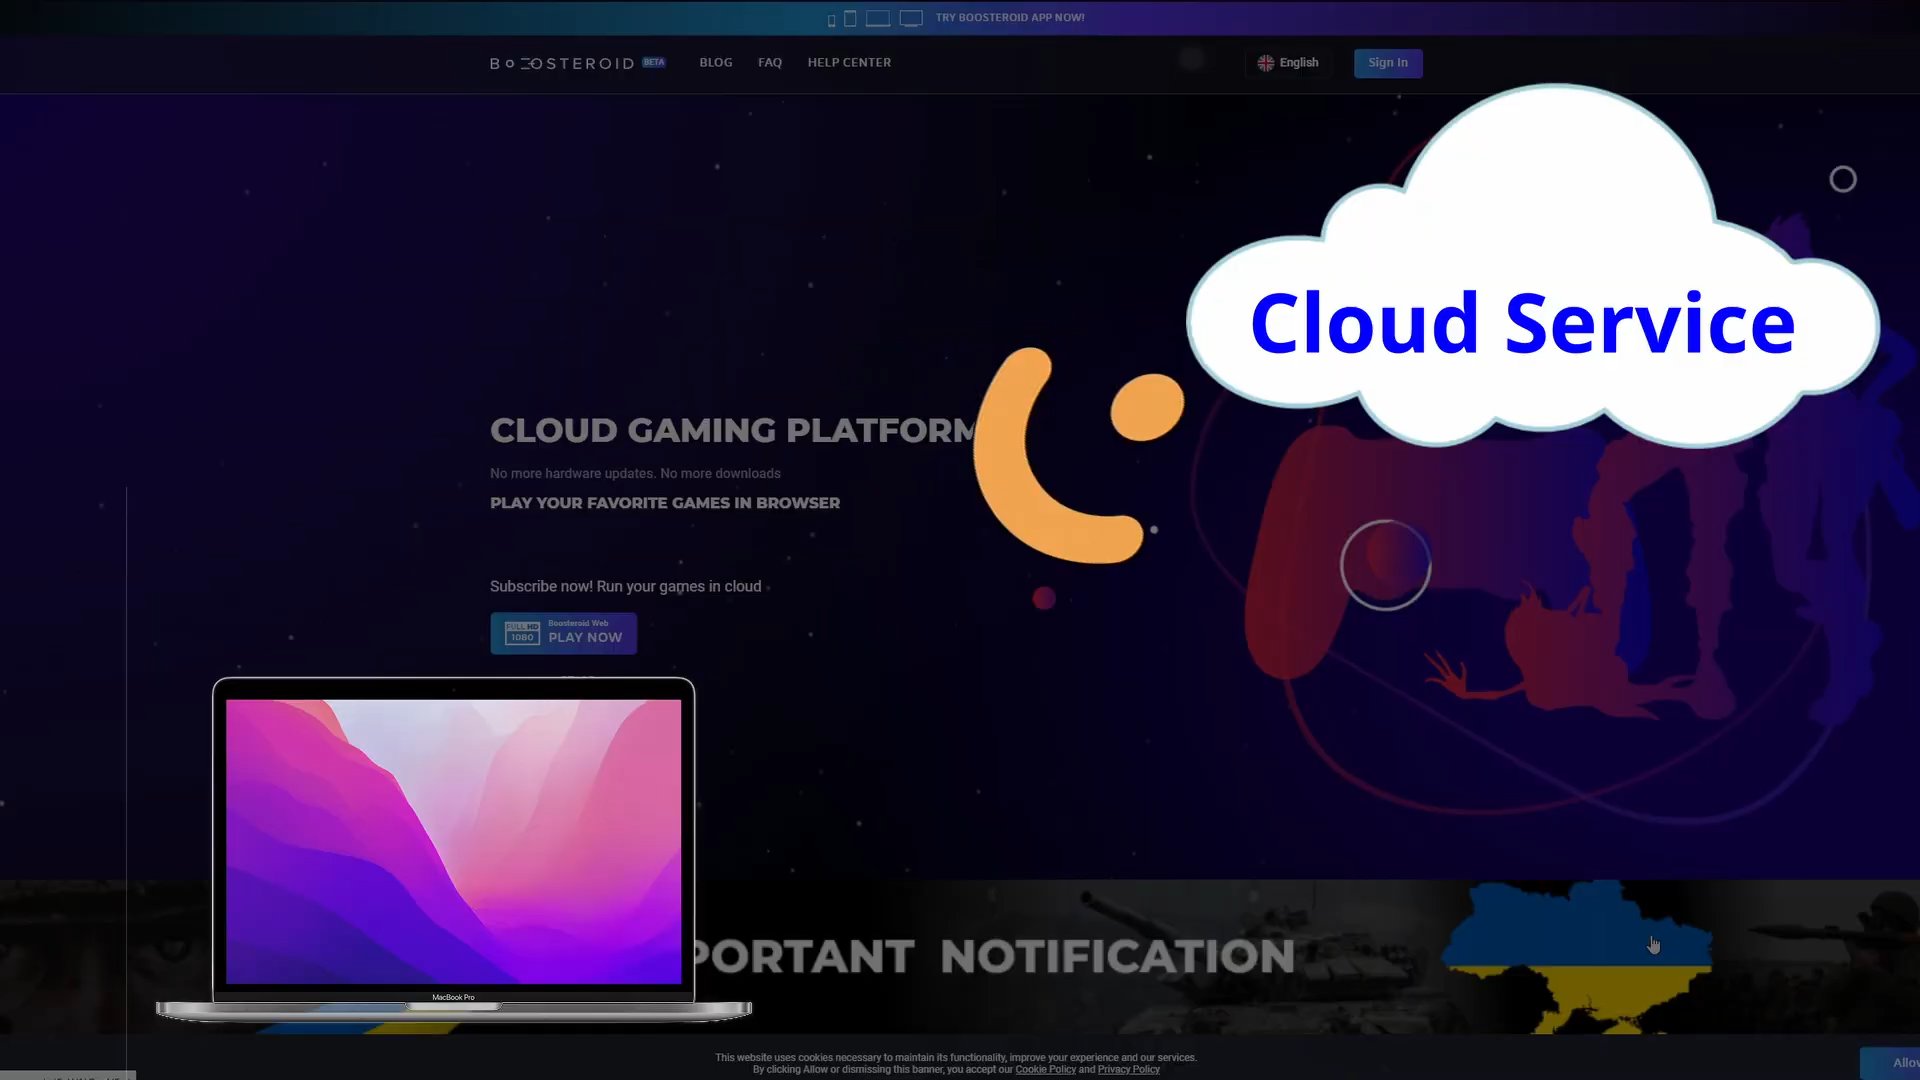 TRY BOOSTEROID APP NOW!
BOOSTEROID BETA
BLOG
FAQ
HELP CENTER
English
Sign In
Cloud Service
CLOUD GAMING PLATFORM
No more hardware updates. No more downloads
PLAY YOUR FAVORITE GAMES IN BROWSER
Subscribe now! Run your games in cloud
FULL HD
1080
Boosteroid Web
PLAY NOW
PORTANT NOTIFICATION
MacBook Pro
This website uses cookies necessary to maintain its functionality, improve your experience and our services.
By clicking Allow or dismissing this banner, you accept our Cookie Policy and Privacy Policy
Allo